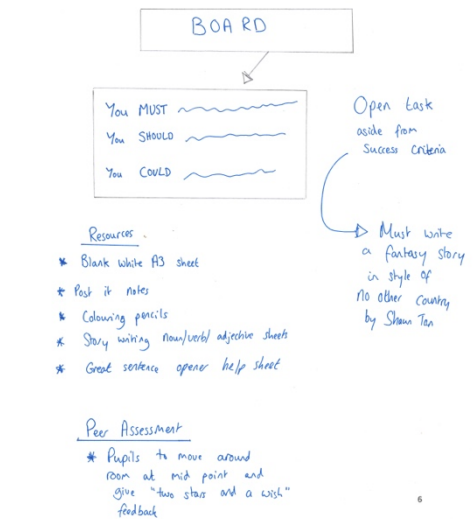 BOARD
You MUST
You SHOULD
You COULD
Open task
aside from
Success Criteria
Must write
a fantasy story
in style of
no other country
by Shaun Tan
Resources
* Blank white A3 sheet
* Post it notes
* Colouring pencils
* Story writing noun/verb/adjective sheets
* Great sentence opener help sheet
Peer Assessment
* Pupils to move around
room at mid point and
give "two stars and a wish"
feedback
6